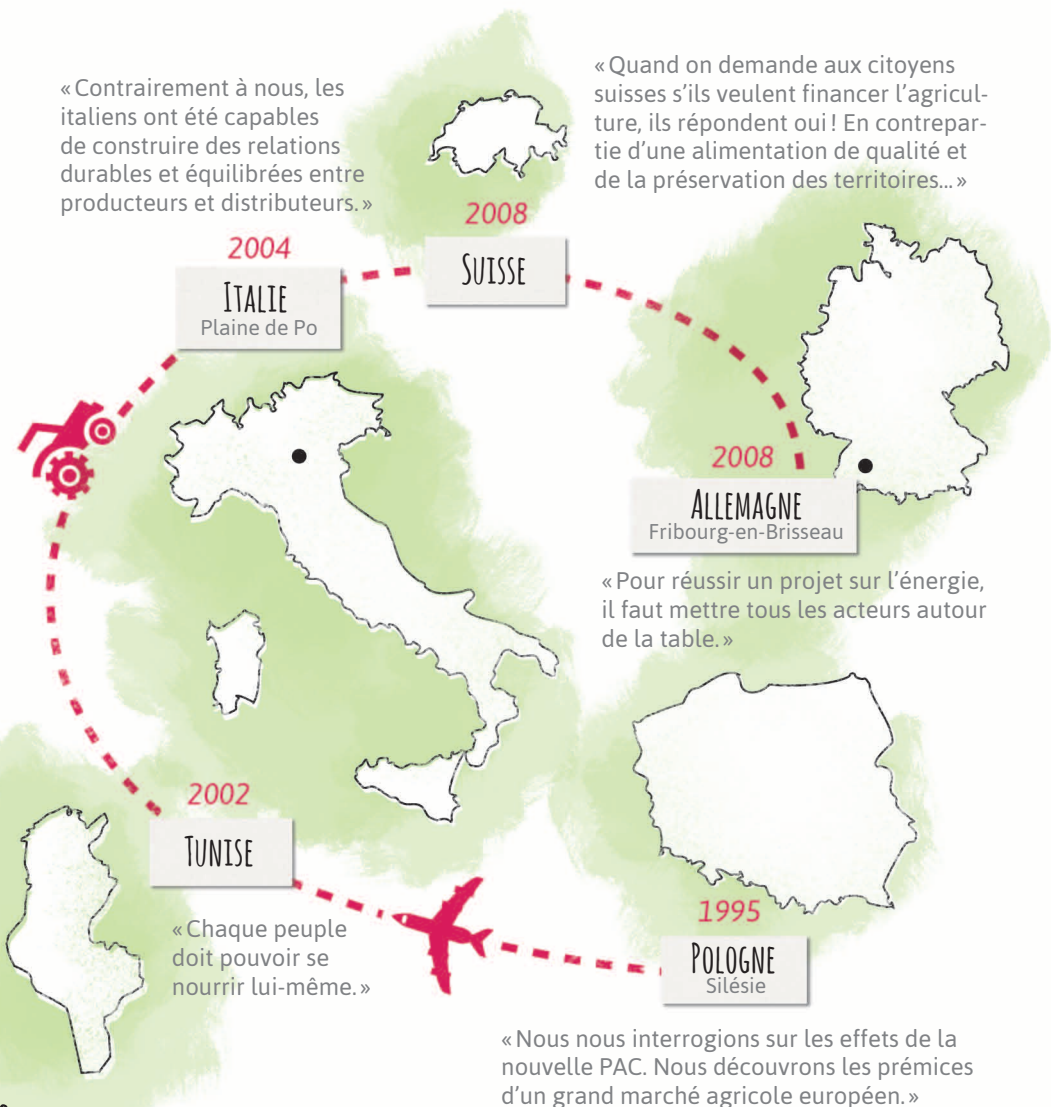 «Contrairement à nous, les
italiens ont été capables
de construire des relations
durables et équilibrées entre
producteurs et distributeurs.»
«Quand on demande aux citoyens
suisses s'ils veulent financer l'agricul-
ture, ils répondent oui! En contrepar-
tie d'une alimentation de qualité et
de la préservation des territoires...»
2008
SUISSE
2004
ITALIE
Plaine de Po
2008
ALLEMAGNE
Fribourg-en-Brisseau
«Pour réussir un projet sur l'énergie,
il faut mettre tous les acteurs autour
de la table.»
2002
TUNISE
«Chaque peuple
doit pouvoir se
nourrir lui-même.»
1995
POLOGNE
Silésie
«Nous nous interrogions sur les effets de la
nouvelle PAC. Nous découvrons les prémices
d'un grand marché agricole européen.»